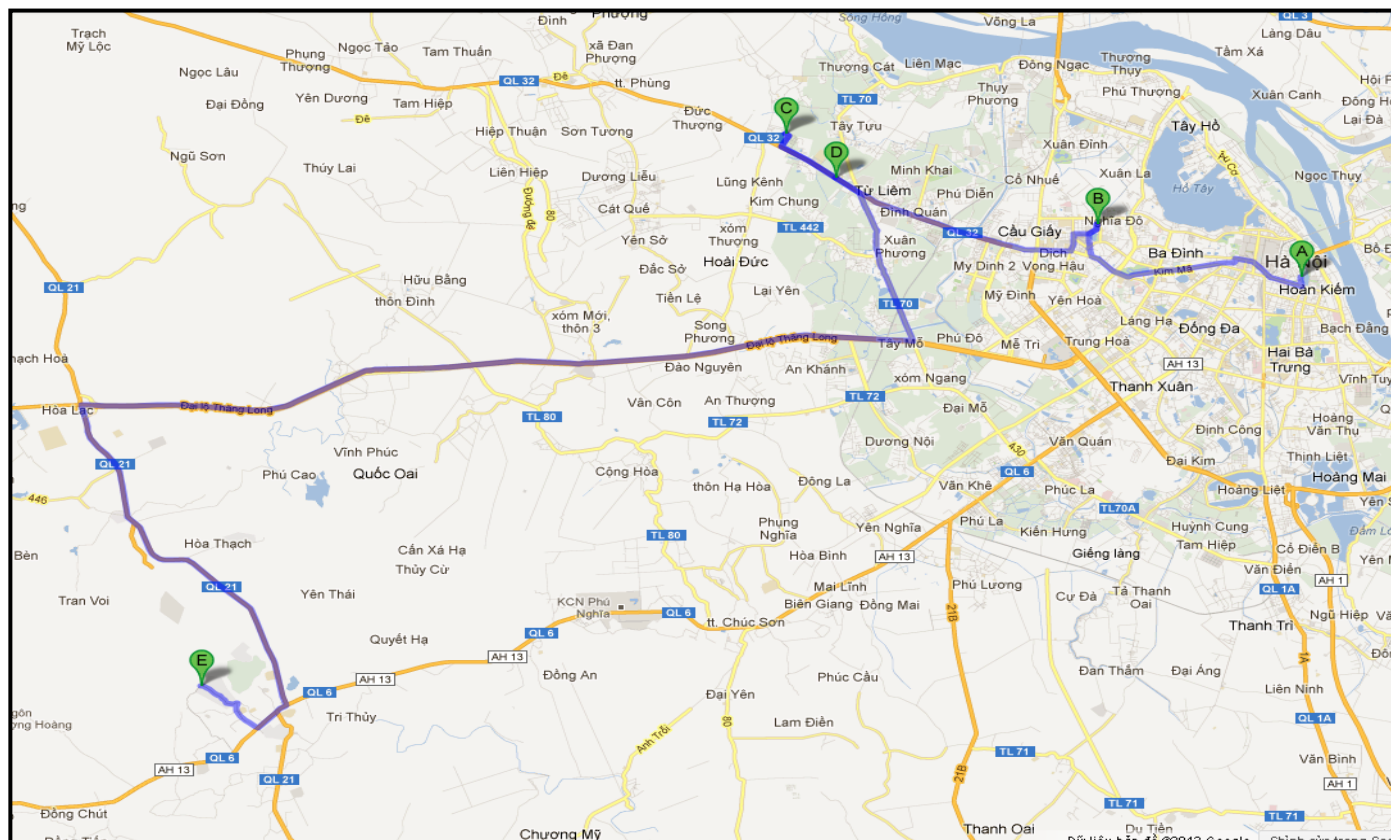 Phượng
Trạch
Mỹ Lộc
Phụng
Thượng
Ngọc Tảo
Tam Thuấn
Đình
xã Đan
Phượng
Sông Hồng
Võng La
QL 3
Làng Dâu
Tầm Xá
Ngọc Lâu
Đại Đồng
Yên Dương
Tam Hiệp
Đê
QL 32
Đê
tt. Phùng
Thượng Cát
Liên Mạc
Đông Ngạc
Thượng
Thụy
Phú Thượng
Xuân Canh
Đức
Thượng
TL 70
Thụy
Phương
Hiệp Thuận
Sơn Tương
C
QL 32
Tây Tựu
Tây Hồ
Xuân Đỉnh
Ngũ Sơn
Thúy Lai
Liên Hiệp
Dương Liễu
Lũng Kênh
D
Minh Khai
Cổ Nhuế
Xuân La
Âu Cơ
Ngọc Thụy
Hồ Tây
Đường đê
80
Cát Quế
Kim Chung
Từ Liêm
Phú Diễn
B
Nghĩa Đô
Đình Quán
TL 442
xóm
Thượng
Hoài Đức
Yên Sở
Xuân
Phương
QL 32
Cầu Giấy
Dịch
Vọng Hậu
Ba Đình
Kim Mã
Hà Nội
A
Hoàn Kiếm
Đắc Sở
Tiền Lệ
Lại Yên
My Dinh 2
Mỹ Đình
Yên Hoà
Hữu Bằng
thôn Đình
QL 21
xóm Mới,
thôn 3
Song
Phương
TL 70
Láng Hạ
Đống Đa
Bạch Đằng
Đại lộ Thăng Long
Tây Mỗ
Phú Đô
Mễ Trì
Trung Hoà
AH 13
Hai Bà
Trưng
Đào Nguyên
An Khánh
xóm Ngang
Thanh Xuân
Hòa Lạc
Đại lộ Thăng Long
Vân Côn
An Thượng
TL 72
TL 80
TL 72
Đại Mỗ
Định Công
Hoàng
Văn Thụ
Dương Nội
430
Văn Quán
Thịnh Liệt
QL 21
Vĩnh Phúc
Phú Cao
Quốc Oai
Cộng Hòa
QL 6
Đại Kim
Hoàng Mai
446
thôn Hạ Hòa
Đông La
Văn Khê
Phúc La
Hoàng Liệt
Yên Nghĩa
Phú La
Kiến Hưng
TL70A
Phụng
Nghĩa
Huỳnh Cung
Tam Hiệp
TL 80
Hòa Thạch
Cấn Xá Hạ
Thủy Cừ
Hòa Bình
AH 13
Giếng làng
Cổ Điển B
Văn Điển
QL 21
Yên Thái
Mai Lĩnh
Phú Lương
AH 1
Tran Voi
KCN Phú
Nghĩa
QL 6
Biên Giang
Đồng Mai
Cự Đà
Tả Thanh
Oai
QL 1A
Ngũ Hiệp
21B
tt. Chúc Sơn
Thanh Trì
Quyết Hạ
QL 6
AH 13
E
1A
Đan Thầm
Đại Áng
AH 13
Đồng An
Phúc Cầu
QL 6
Đại Yên
Liên Ninh
Tri Thủy
Lam Điền
80
QL 1A
Anh Trỗi
QL 6
AH 13
QL 21
TL 71
Văn Bình
21B
AH 1
Đồng Chút
TL 71
TL 71
Chương Mỹ
Thanh Oai